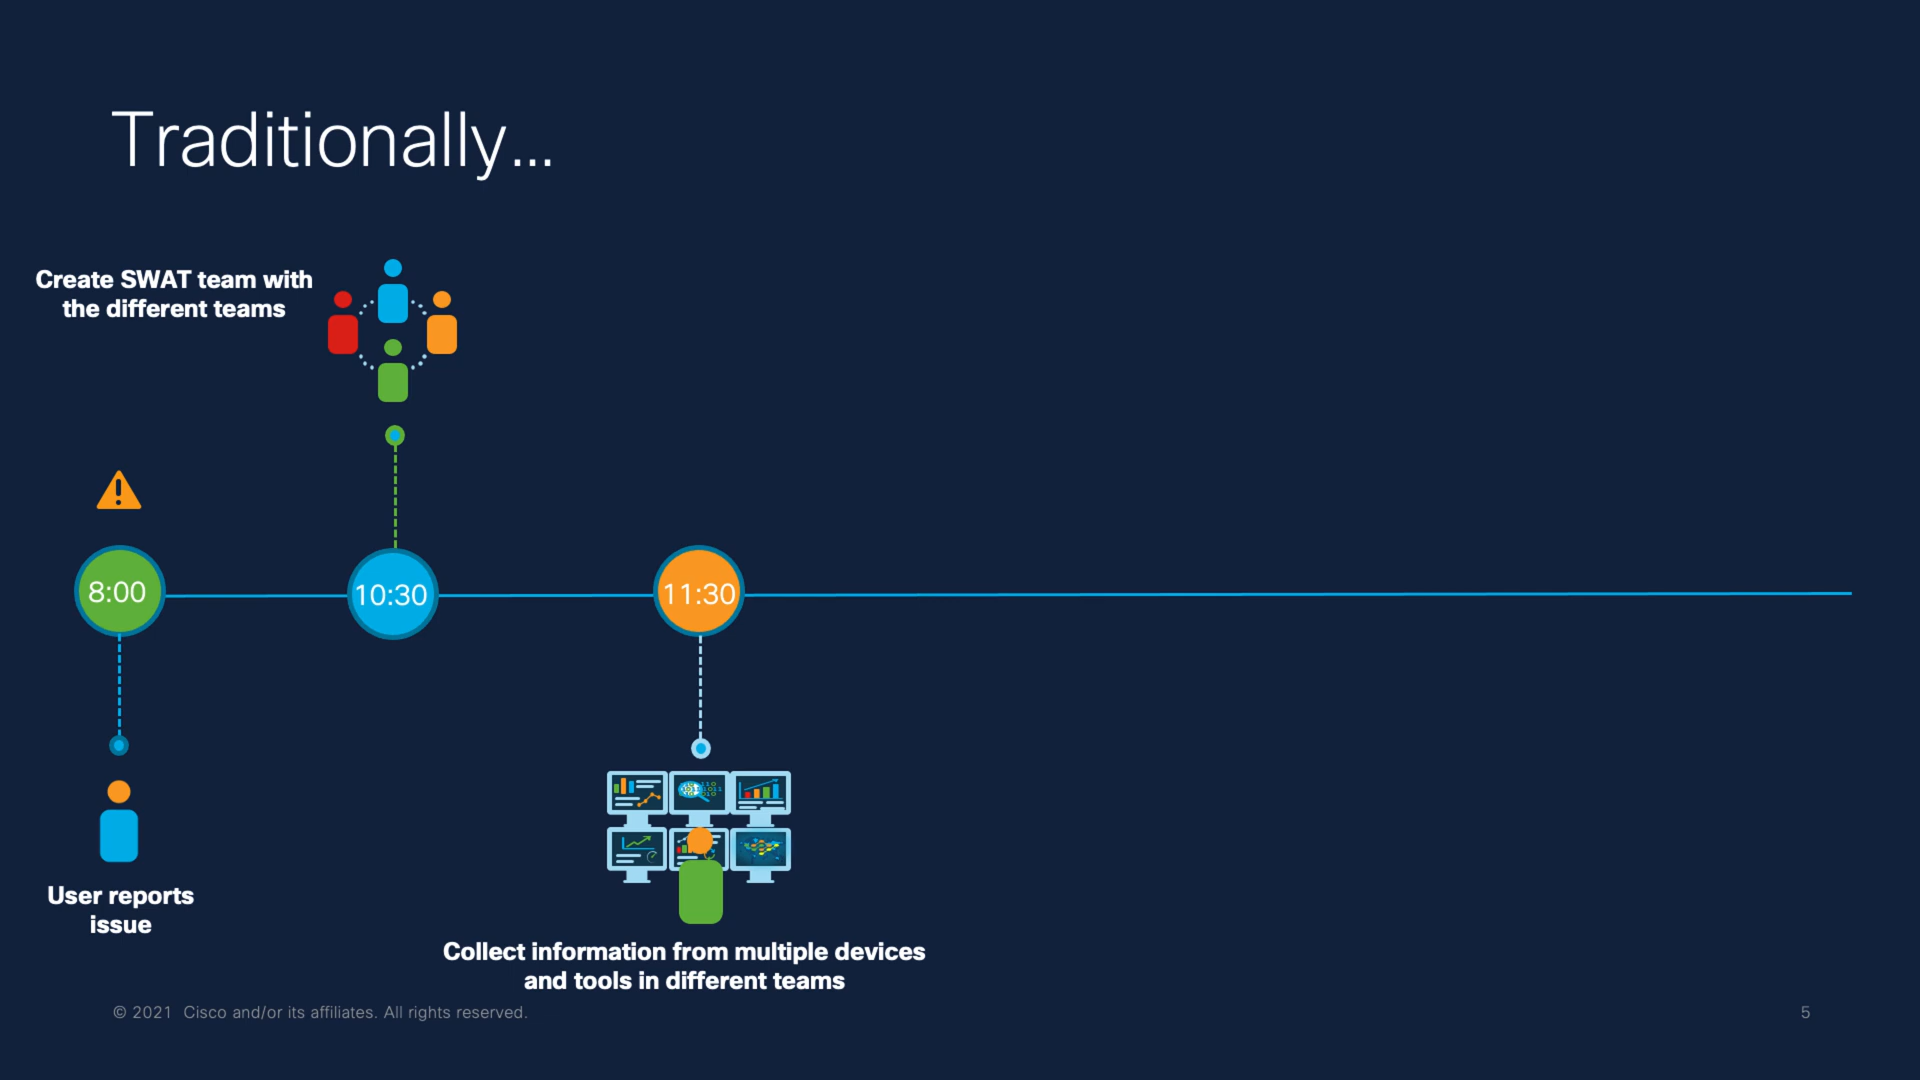 Traditionally...
Create SWAT team with
the different teams
8:00
10:30
11:30
User reports
issue
Collect information from multiple devices
and tools in different teams
© 2021 Cisco and/or its affiliates. All rights reserved.
5